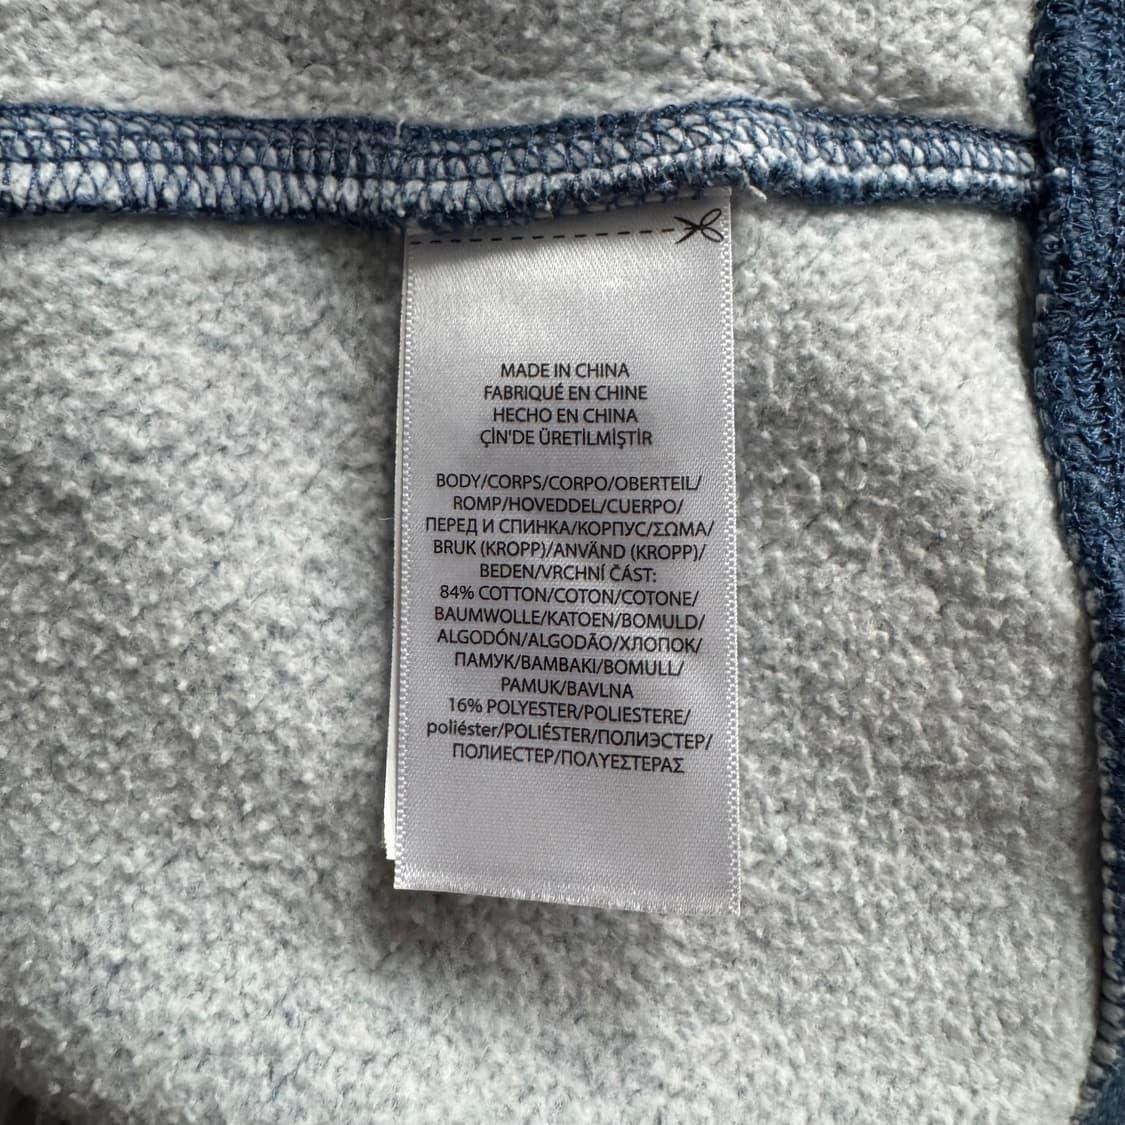 MADE IN CHINA
FABRIQUÉ EN CHINE
HECHO EN CHINA
ÇİN'DE ÜRETİLMİŞTİR
BODY/CORPS/CORPO/OBERTEIL/
ROMP/HOVEDDEL/CUERPO/
ПЕРЕД И СПИНКА/КОРПУС/ΣΩΜΑ/
BRUK (KROPP)/ANVÄND (KROPP)/
BEDEN/VRCHNÍ ČÁST:
84% COTTON/COTON/COTONE/
BAUMWOLLE/KATOEN/BOMULD/
ALGODÓN/ALGODÃO/ХЛОПОК/
ПАМУК/BAMBAKI/BOMULL/
PAMUK/BAVLNA
16% POLYESTER/POLIESTERE/
poliéster/POLIÉSTER/ПОЛИЭСТЕР/
ПОЛИЕСТЕР/ΠΟΛΥΕΣΤΕΡΑΣ